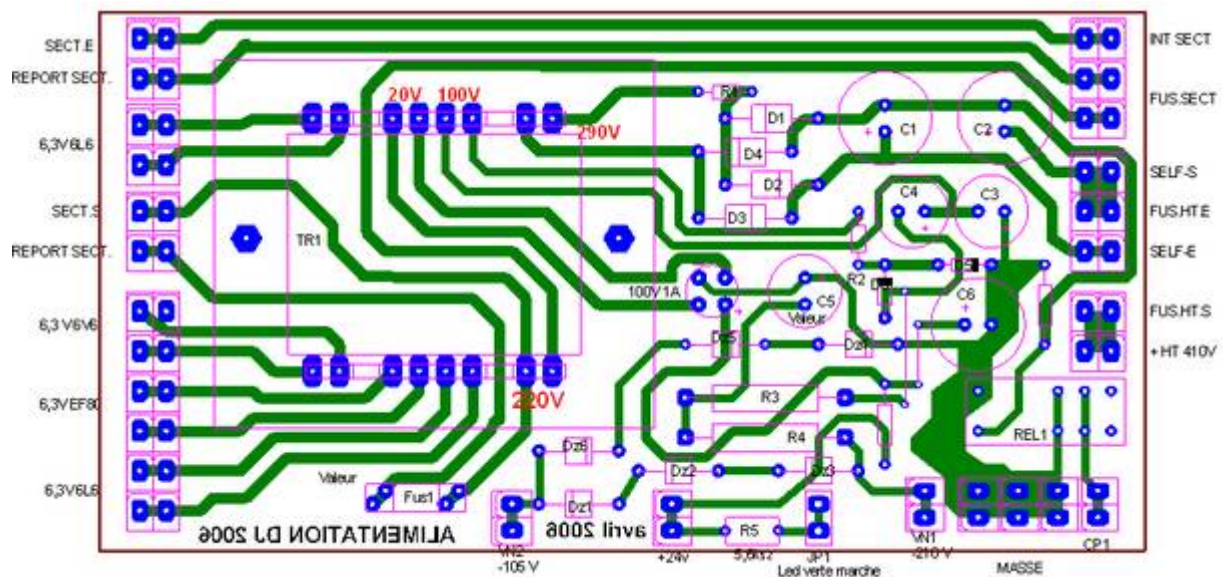 SECT.E
REPORT SECT.
6,3V6L6
SECT.S
REPORT SECT.
6,3 V6V6
6,3VEF80
6,3V6L6
20V 100V
290V
TR1
220V
Valeur
Fus1
ALIMENTATION DJ 2006
avril 2006
D1
D4
D2
D3
C1
C2
C4
C3
R2
C6
100V 1A
C5
Valeur
Dz5
Dz4
R3
R4
Dz6
Dz2
Dz3
Dz1
R5
5,6kΩ
REL1
VN2
-105 V
+24v
JP1
Led verte marche
VN1
-210 V
MASSE
CP1
INT SECT
FUS.SECT
SELF-S
FUS.HT.E
SELF-E
FUS.HT.S
+HT 410V